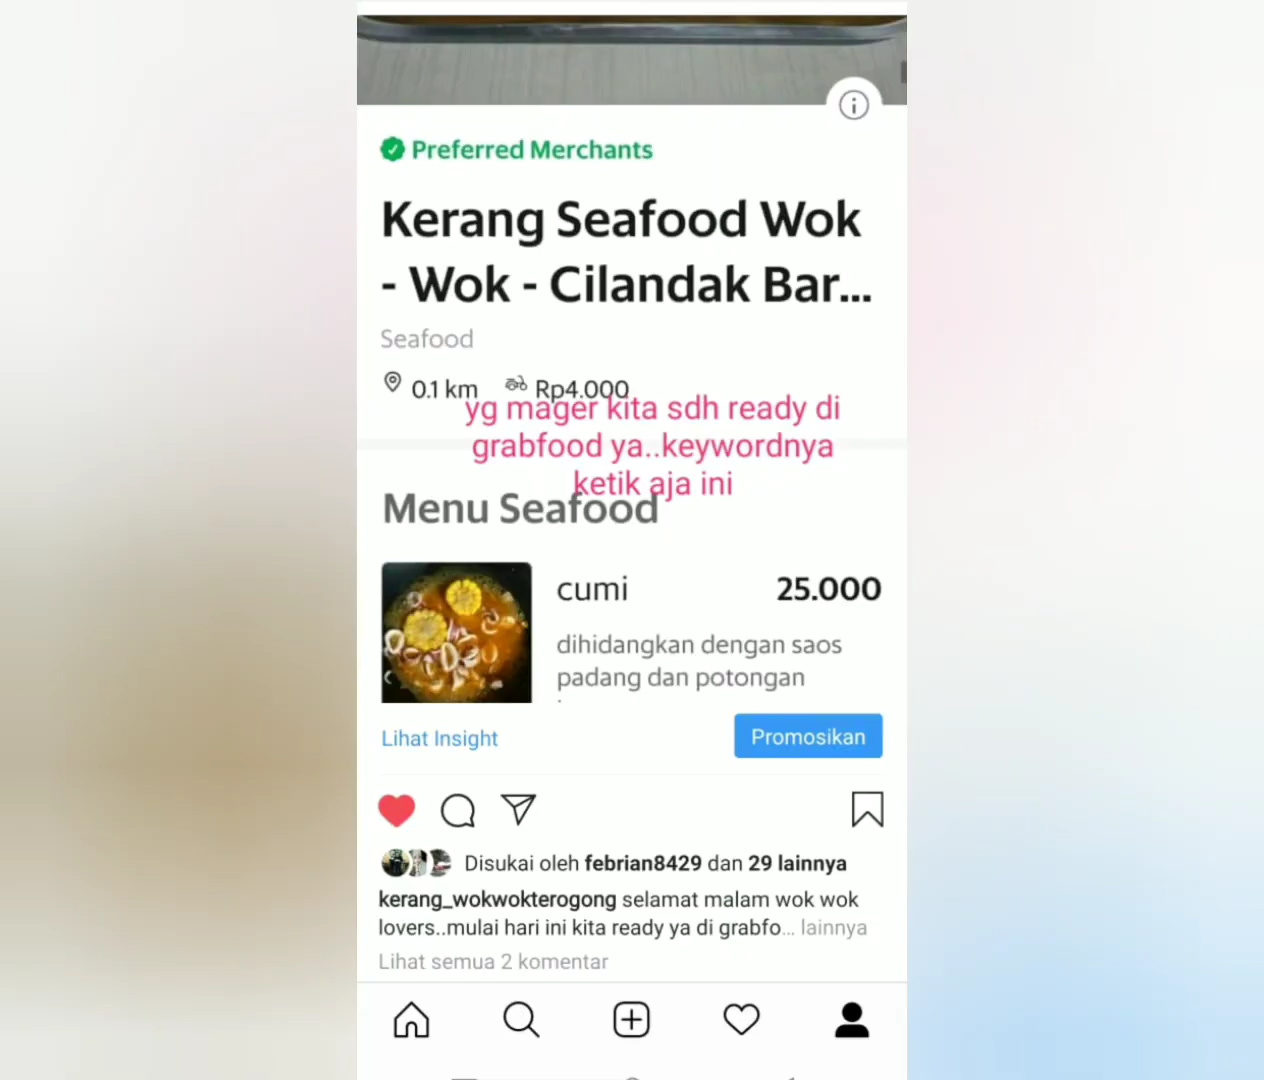 Preferred Merchants
Kerang Seafood Wok
- Wok - Cilandak Bar...
Seafood
0.1 km Rp4.000
yg mager kita sdh ready di
grabfood ya..keywordnya
ketik aja ini
Menu Seafood
cumi 25.000
dihidangkan dengan saos
padang dan potongan
Lihat Insight Promosikan
Disukai oleh febrian8429 dan 29 lainnya
kerang_wokwokterogong selamat malam wok wok
lovers..mulai hari ini kita ready ya di grabfo... lainnya
Lihat semua 2 komentar